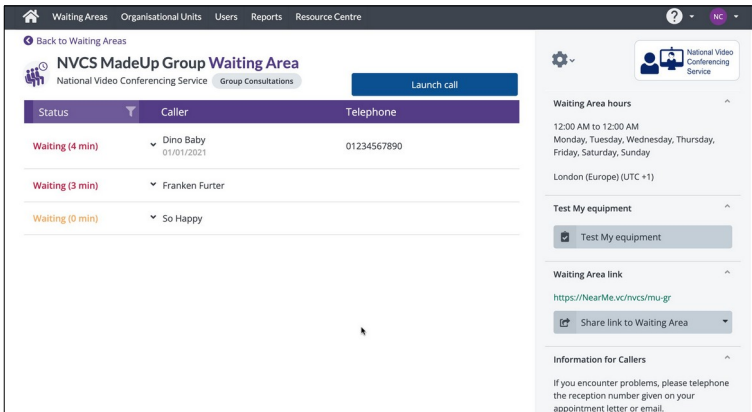 Waiting Areas Organisational Units Users Reports Resource Centre ? NC
Back to Waiting Areas
NVCS MadeUp Group Waiting Area
National Video Conferencing Service Group Consultations
Launch call
Status Caller Telephone
Waiting (4 min) Dino Baby 01234567890
01/01/2021
Waiting (3 min) Franken Furter
Waiting (0 min) So Happy
National Video
Conferencing
Service
Waiting Area hours
12:00 AM to 12:00 AM
Monday, Tuesday, Wednesday, Thursday,
Friday, Saturday, Sunday
London (Europe) (UTC +1)
Test My equipment
Test My equipment
Waiting Area link
https://NearMe.vc/nvcs/mu-gr
Share link to Waiting Area
Information for Callers
If you encounter problems, please telephone
the reception number given on your
appointment letter or email.